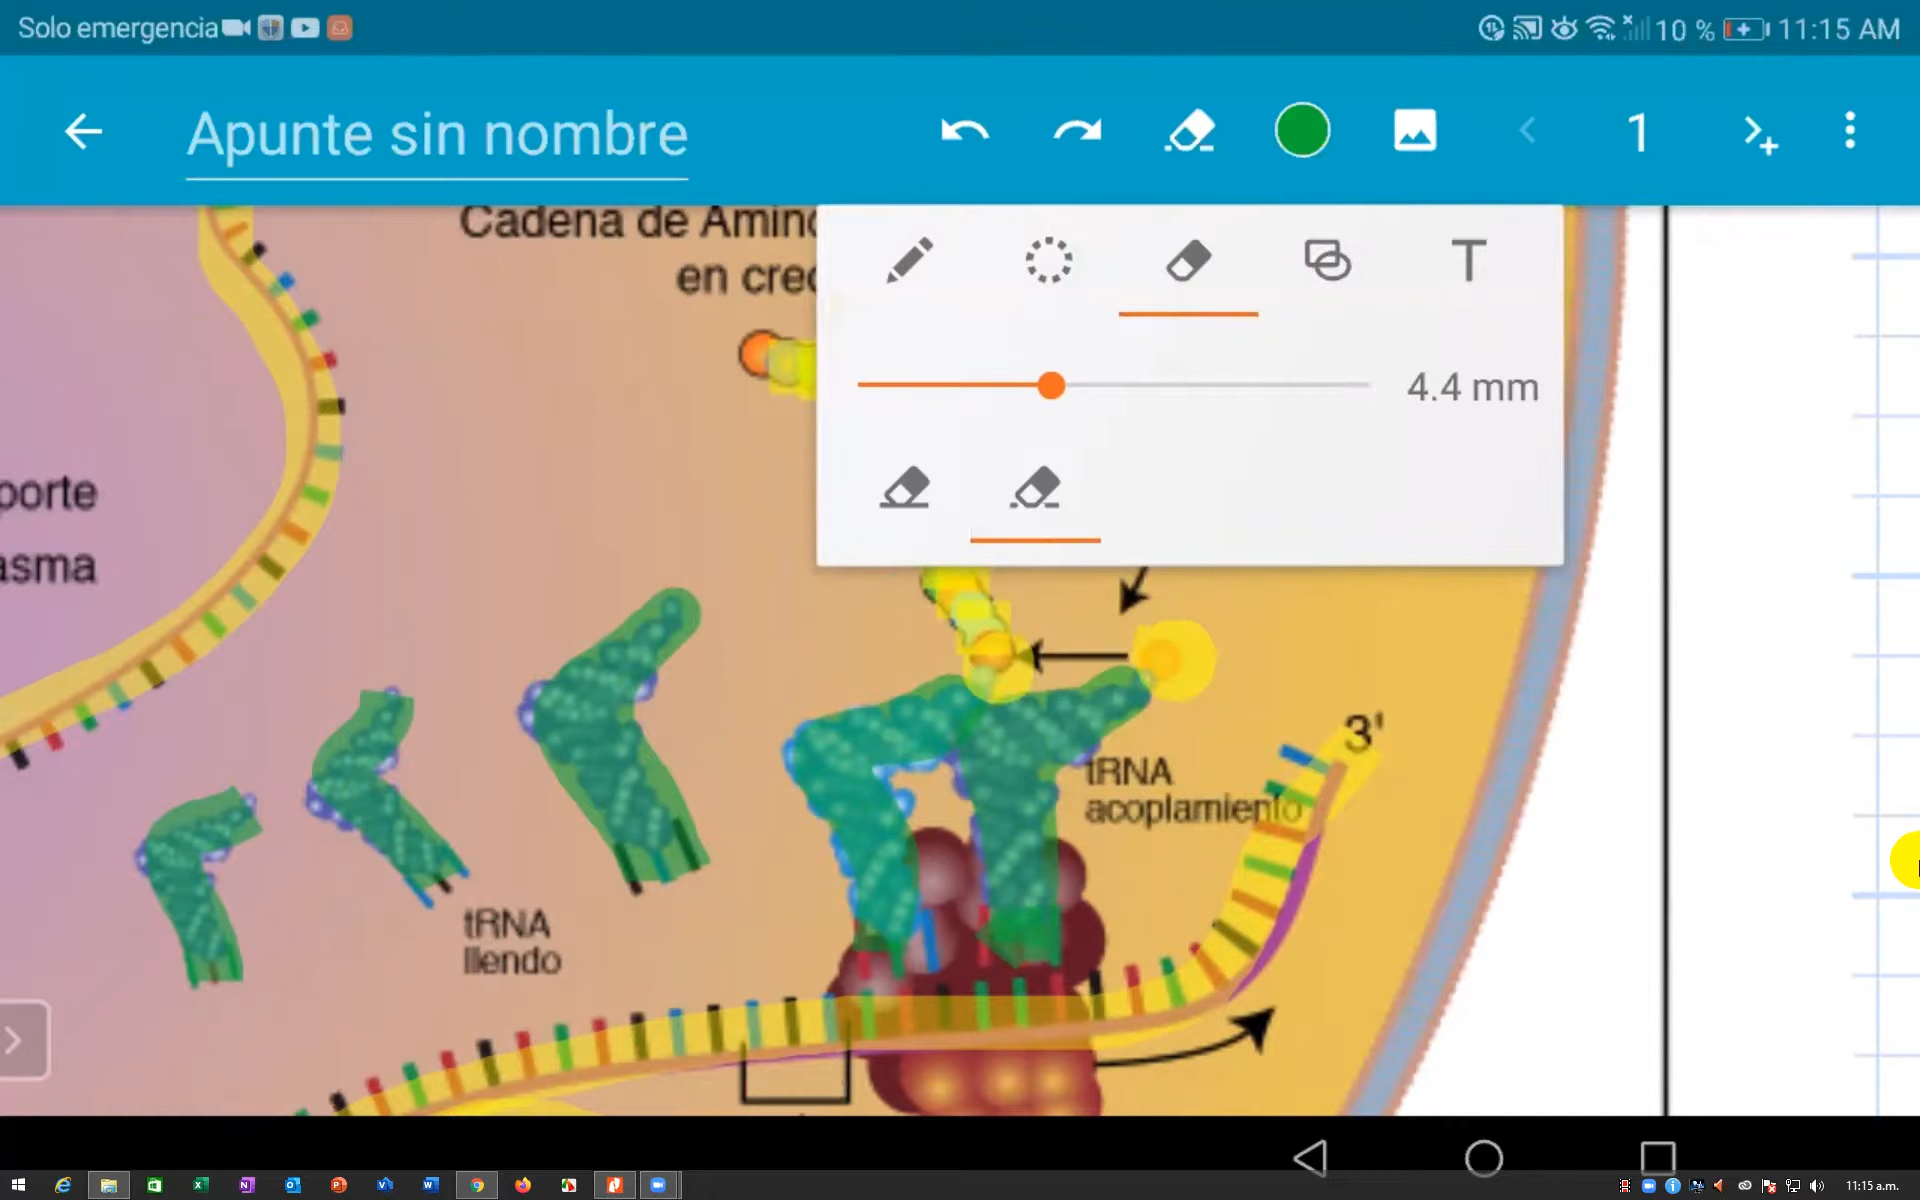 Solo emergencia
10 %
11:15 AM
Apunte sin nombre
1
Cadena de Amino
en crec
4.4 mm
porte
asma
3'
tRNA
acoplamiento
tRNA
llendo
11:15 a.m.